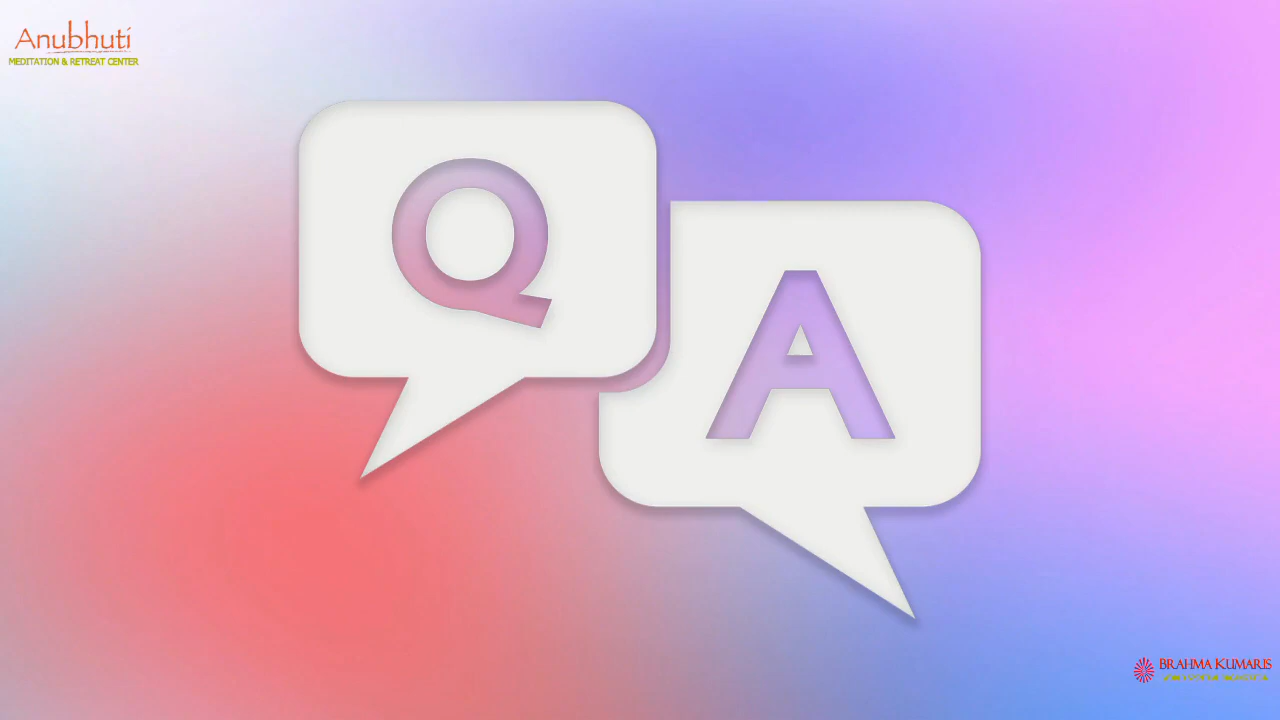 Anubhuti
MEDITATION & RETREAT CENTER
Q
A
BRAHMA KUMARIS